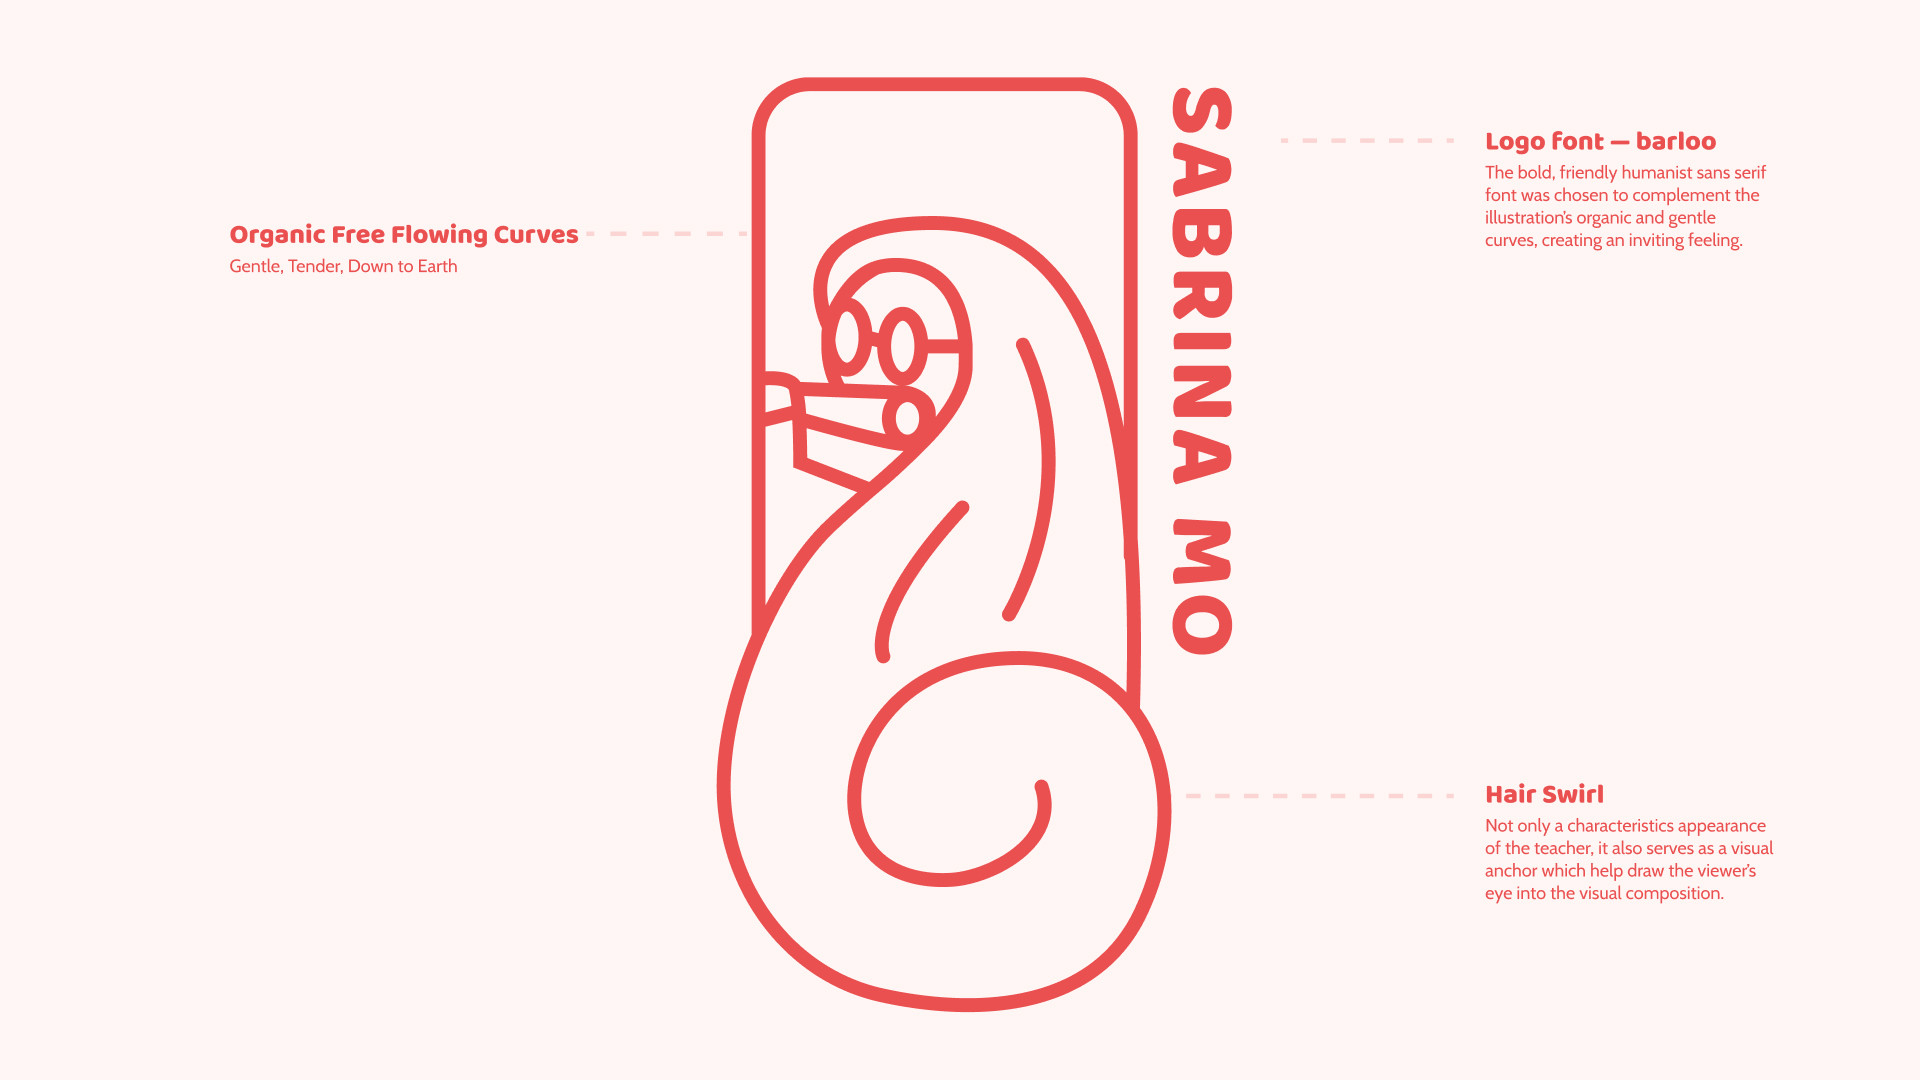 Organic Free Flowing Curves
Gentle, Tender, Down to Earth
SABRINA MO
Logo font — barloo
The bold, friendly humanist sans serif
font was chosen to complement the
illustration's organic and gentle
curves, creating an inviting feeling.
Hair Swirl
Not only a characteristics appearance
of the teacher, it also serves as a visual
anchor which help draw the viewer's
eye into the visual composition.